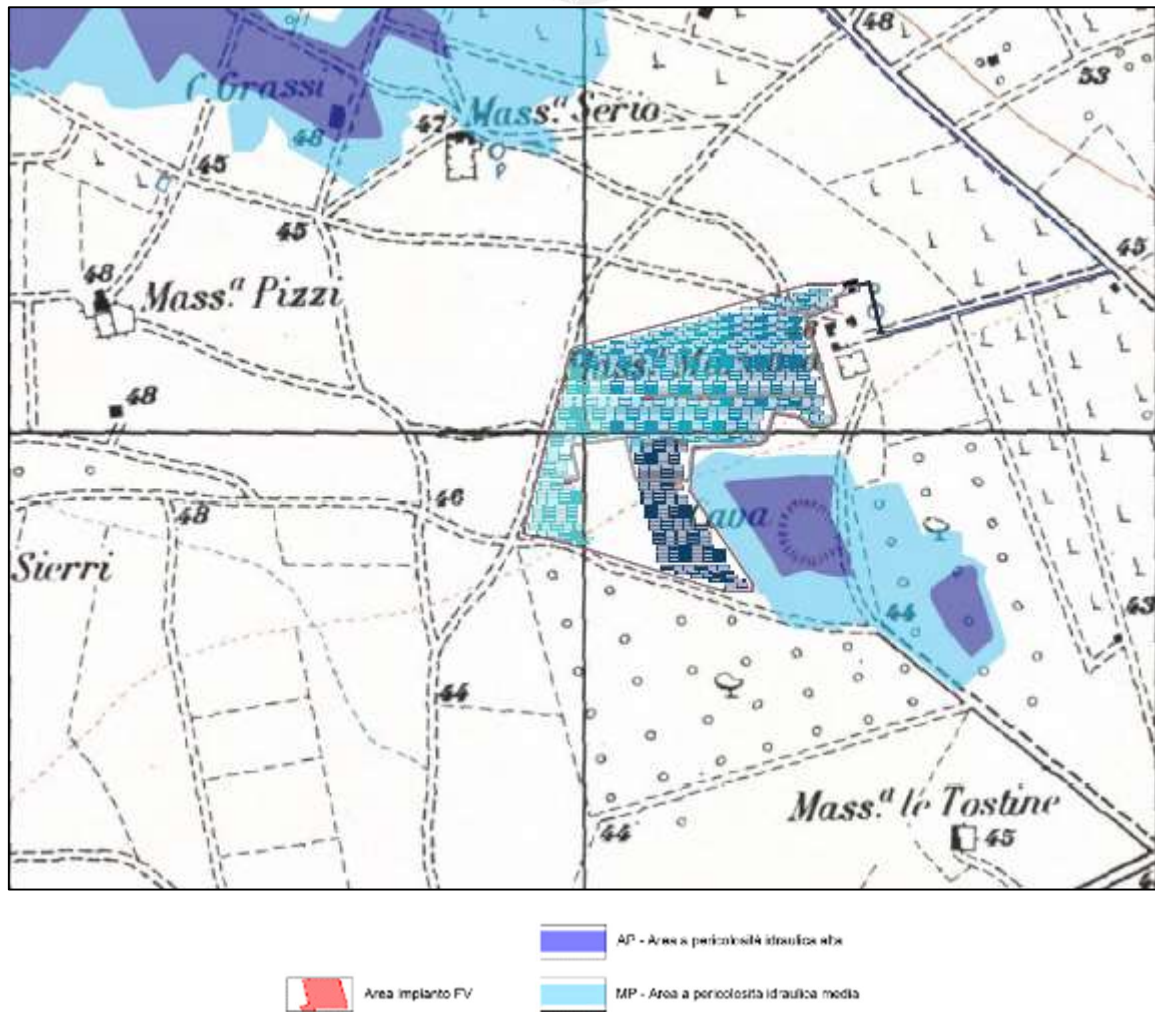 48
53
C. Grassi
48
47
Mass.ª Serio
45
45
45
48
Mass.ª Pizzi
48
46
48
Cava
Sierri
44
43
44
Mass.ª le Tostine
44
45
AP - Area a pericolosità idraulica alta
Area Impianto FV
MP - Area a pericolosità idraulica media